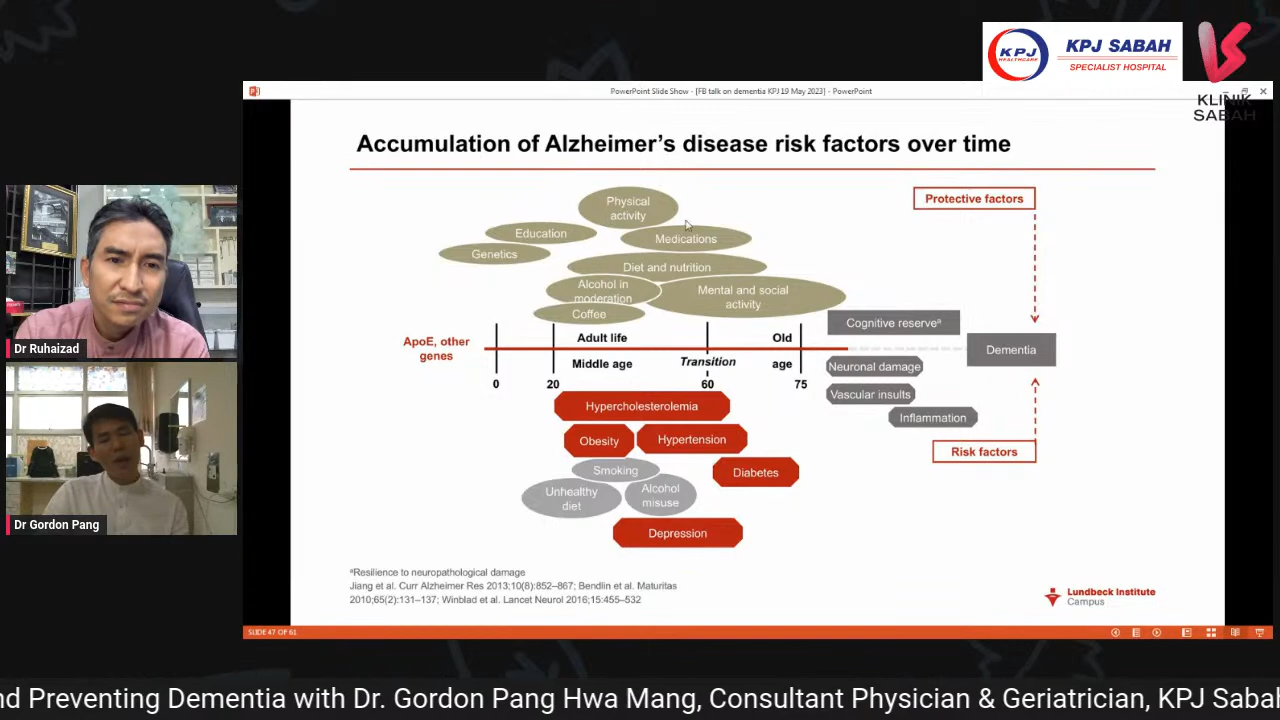 KPJ
HEALTHCARE
KPJ SABAH
SPECIALIST HOSPITAL
KLINIK
SABAH
PowerPoint Slide Show - [FB talk on dementia KPJ 19 May 2023] - PowerPoint
Accumulation of Alzheimer's disease risk factors over time
Physical
activity
Protective factors
Education
Medications
Genetics
Diet and nutrition
Alcohol in
moderation
Mental and social
activity
Coffee
Cognitive reserveª
ApoE, other
genes
Adult life
Old
Middle age
Transition
age
Dementia
0
20
60
75
Neuronal damage
Vascular insults
Inflammation
Hypercholesterolemia
Obesity
Hypertension
Risk factors
Smoking
Diabetes
Unhealthy
diet
Alcohol
misuse
Depression
ªResilience to neuropathological damage
Jiang et al. Curr Alzheimer Res 2013;10(8):852–867; Bendlin et al. Maturitas
2010;65(2):131–137; Winblad et al. Lancet Neurol 2016;15:455–532
Lundbeck Institute
Campus
SLIDE 47 OF 61
Dr Ruhaizad
Dr Gordon Pang
nd Preventing Dementia with Dr. Gordon Pang Hwa Mang, Consultant Physician & Geriatrician, KPJ Sabah